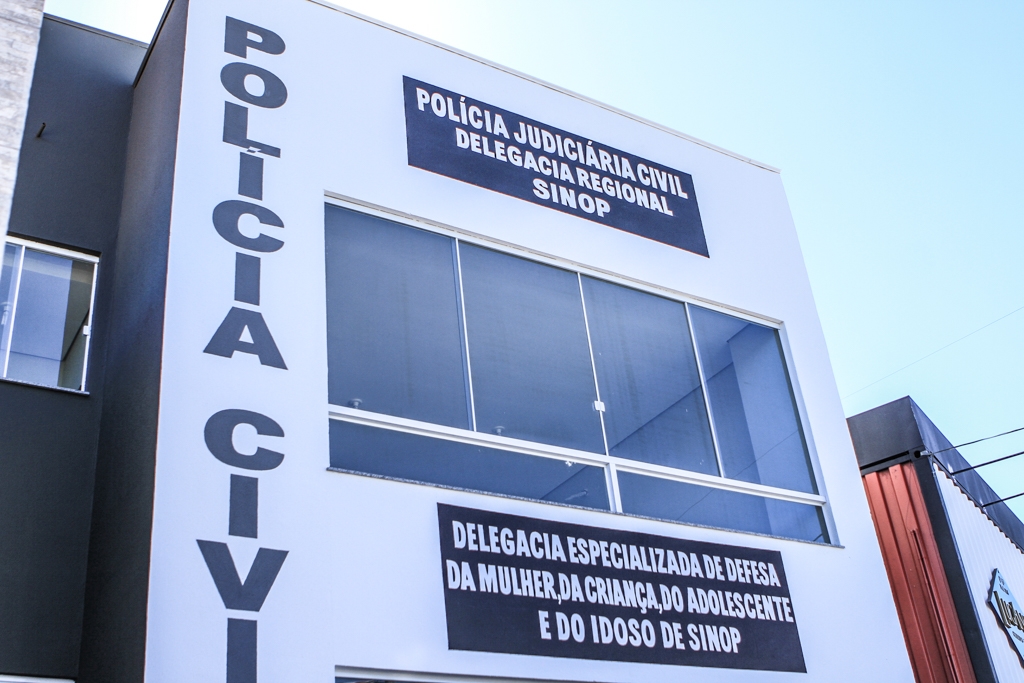 POLÍCIA CIVI
POLÍCIA JUDICIÁRIA CIVIL
DELEGACIA REGIONAL
SINOP
DELEGACIA ESPECIALIZADA DE DEFESA
DA MULHER,DA CRIANÇA,DO ADOLESCENTE
E DO IDOSO DE SINOP